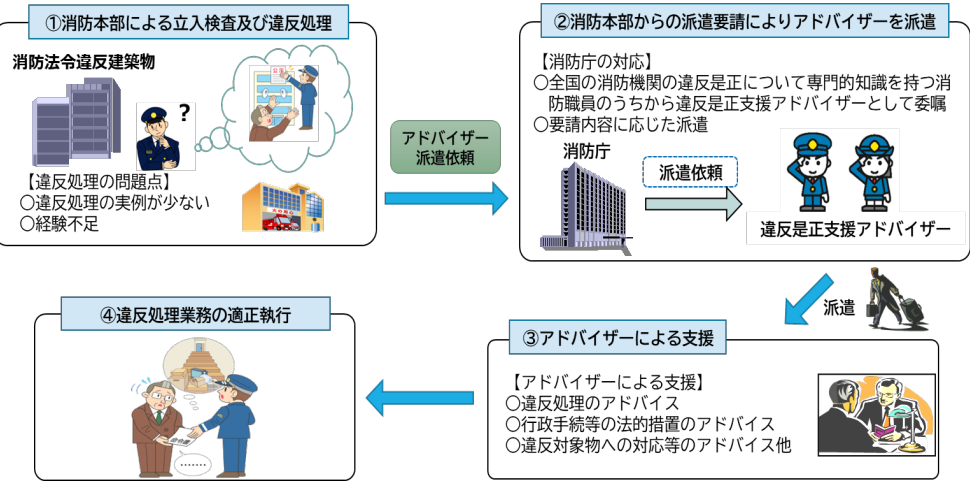 ①消防本部による立入検査及び違反処理
消防法令違反建築物
?
【違反処理の問題点】
○違反処理の実例が少ない
○経験不足
アドバイザー
派遣依頼
②消防本部からの派遣要請によりアドバイザーを派遣
【消防庁の対応】
○全国の消防機関の違反是正について専門的知識を持つ消
防職員のうちから違反是正支援アドバイザーとして委嘱
○要請内容に応じた派遣
消防庁
派遣依頼
違反是正支援アドバイザー
派遣
③アドバイザーによる支援
【アドバイザーによる支援】
○違反処理のアドバイス
○行政手続等の法的措置のアドバイス
○違反対象物への対応等のアドバイス他
④違反処理業務の適正執行
……